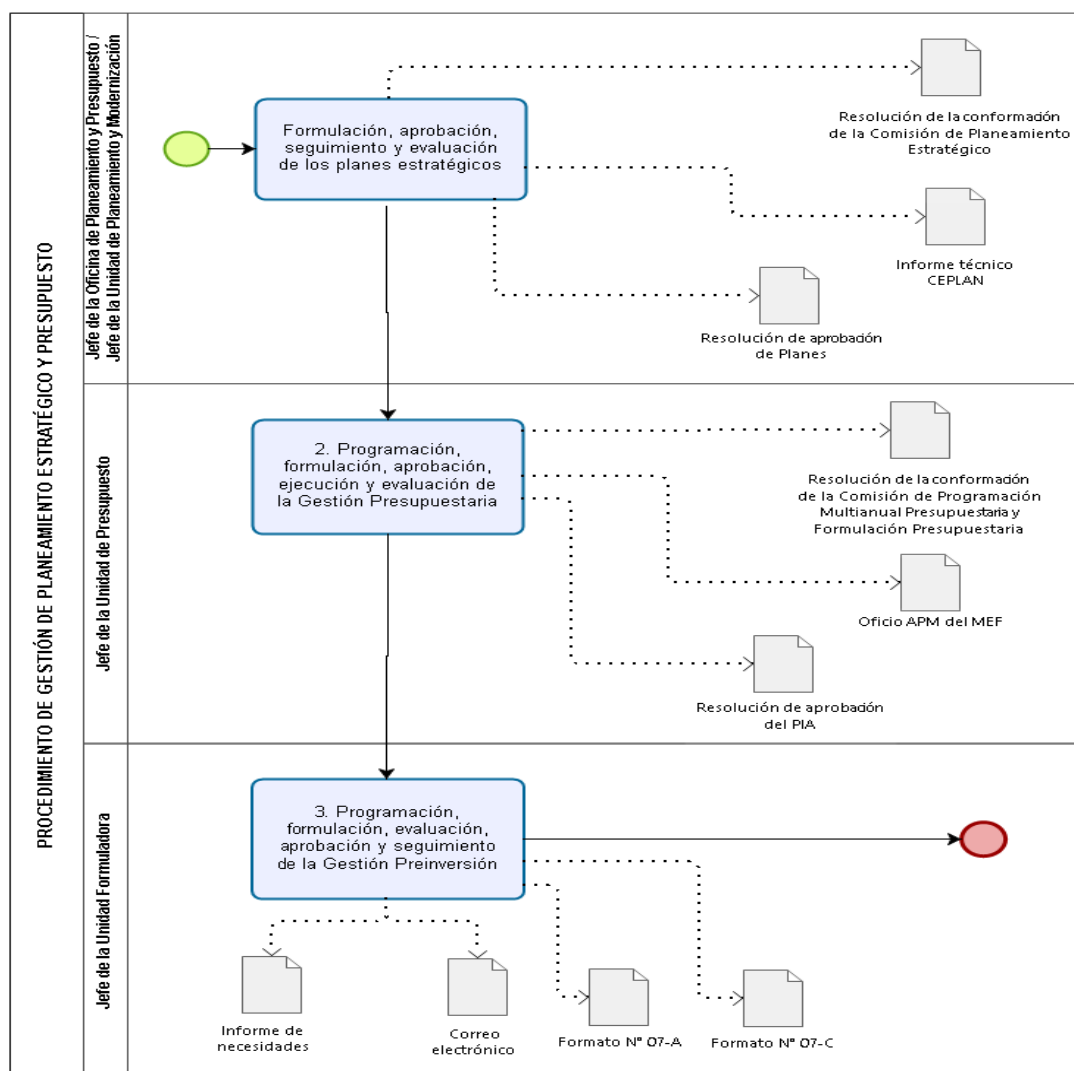 PROCEDIMIENTO DE GESTIÓN DE PLANEAMIENTO ESTRATÉGICO Y PRESUPUESTO
Jefe de la Oficina de Planeamiento y Presupuesto /
Jefe de la Unidad de Planeamiento y Modernización
Formulación, aprobación,
seguimiento y evaluación
de los planes estratégicos
Resolución de la conformación
de la Comisión de Planeamiento
Estratégico
Informe técnico
CEPLAN
Resolución de aprobación
de Planes
Jefe de la Unidad de Presupuesto
2. Programación,
formulación, aprobación,
ejecución y evaluación de
la Gestión Presupuestaria
Resolución de la conformación
de la Comisión de Programación
Multianual Presupuestaria y
Formulación Presupuestaria
Oficio APM del MEF
Resolución de aprobación
del PIA
Jefe de la Unidad Formuladora
3. Programación,
formulación, evaluación,
aprobación y seguimiento
de la Gestión Preinversión
Informe de
necesidades
Correo
electrónico
Formato N° 07-A
Formato N° 07-C